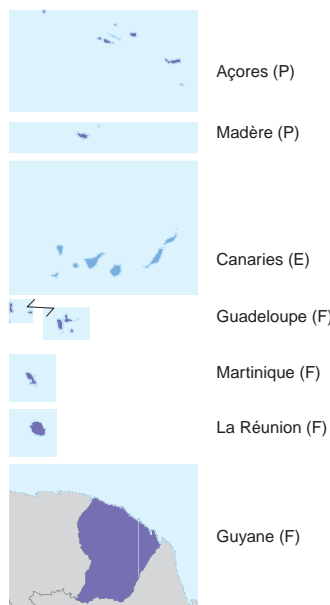 Açores (P)
Madère (P)
Canaries (E)
Guadeloupe (F)
Martinique (F)
La Réunion (F)
Guyane (F)